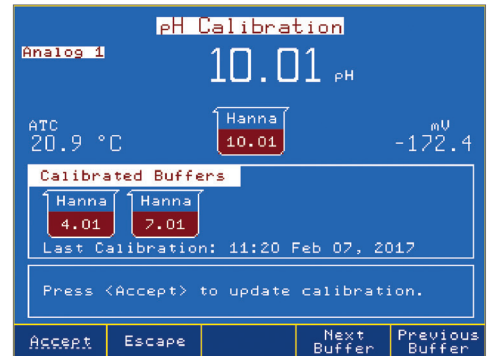 pH Calibration
Analog 1
10.01 pH
ATC
20.9 °C
Hanna
10.01
mV
-172.4
Calibrated Buffers
Hanna Hanna
4.01 7.01
Last Calibration: 11:20 Feb 07, 2017
Press <Accept> to update calibration.
Accept Escape Next Buffer Previous Buffer